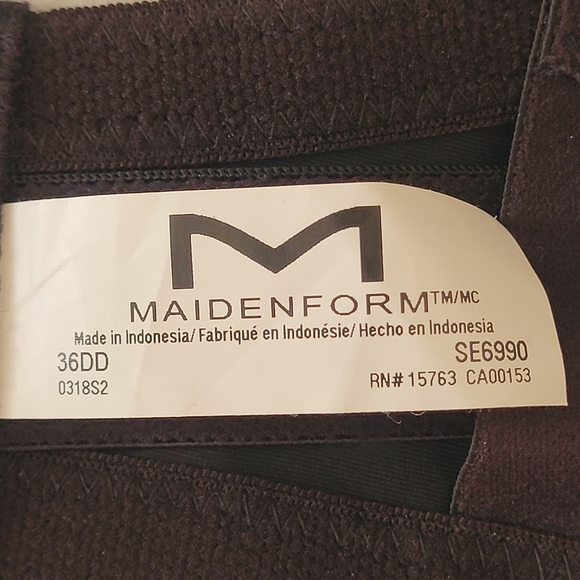 M
MAIDENFORM™/MC
Made in Indonesia/ Fabriqué en Indonésie/ Hecho en Indonesia
36DD SE6990
0318S2 RN# 15763 CA00153